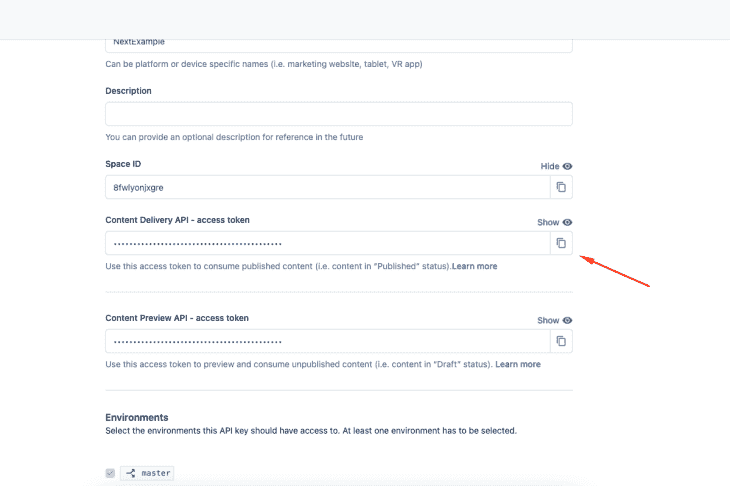 NextExample
Can be platform or device specific names (i.e. marketing website, tablet, VR app)
Description
You can provide an optional description for reference in the future
Space ID
Hide
8fwlyonjxgre
Content Delivery API - access token
Show
••••••••••••••••••••••••••••••••••••••••••••
Use this access token to consume published content (i.e. content in “Published” status).Learn more
Content Preview API - access token
Show
••••••••••••••••••••••••••••••••••••••••••••
Use this access token to preview and consume unpublished content (i.e. content in “Draft” status). Learn more
Environments
Select the environments this API key should have access to. At least one environment has to be selected.
master